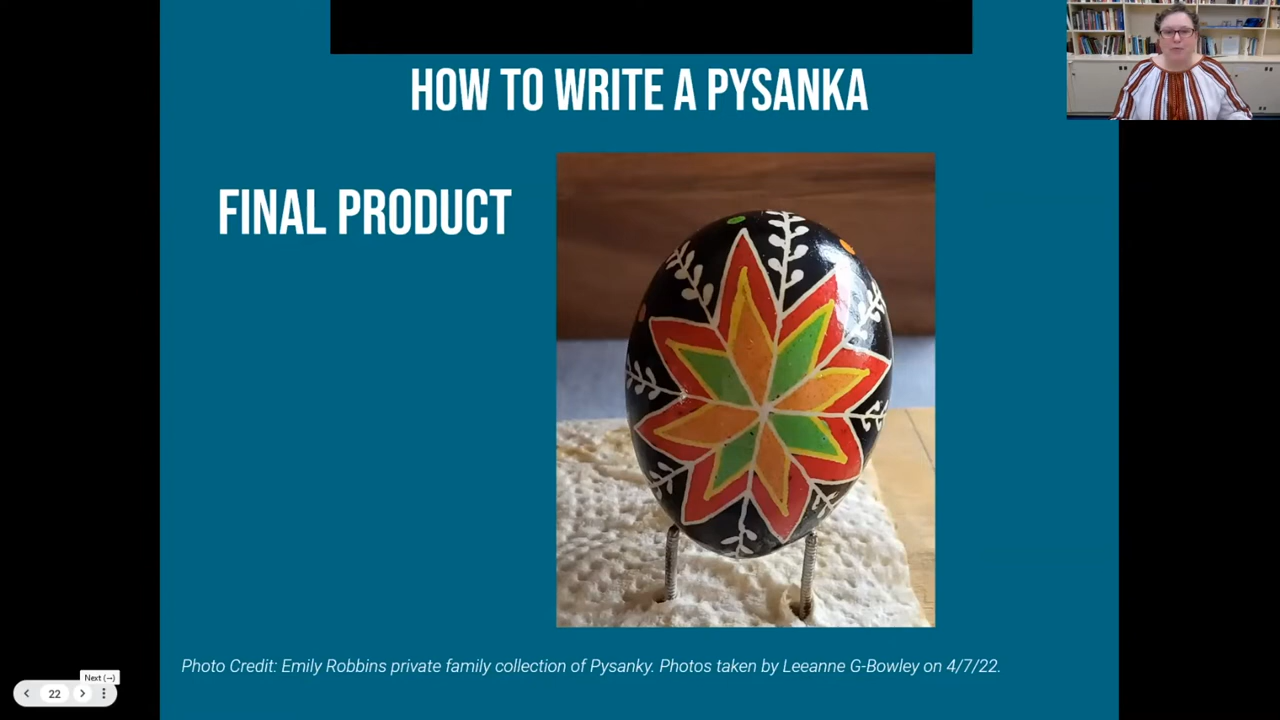 HOW TO WRITE A PYSANKA
FINAL PRODUCT
Photo Credit: Emily Robbins private family collection of Pysanky. Photos taken by Leeanne G-Bowley on 4/7/22.
Next (→)
22